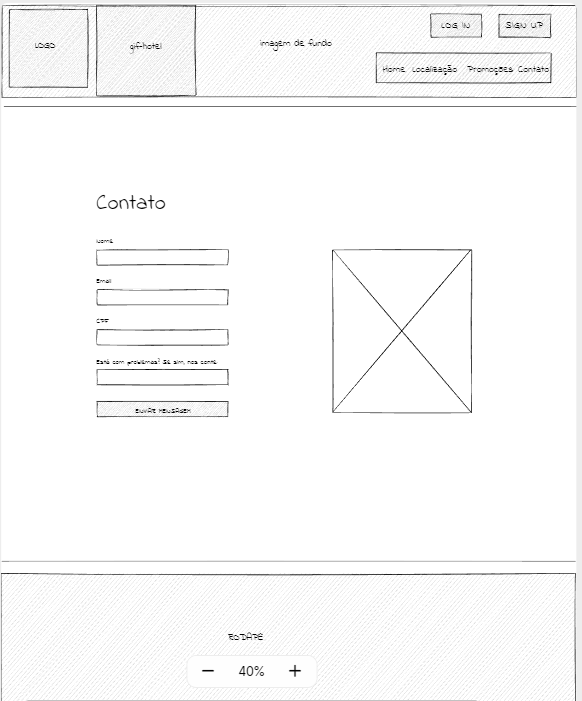 LOGO
gif-hotel
imagem de fundo
LOG IN
SIGN UP
Home Localização Promoções Contato
Contato
Nome
Email
CPF
Está com problemas? Se sim, nos conte
ENVIAR MENSAGEM
RODAPÉ
− 40% +